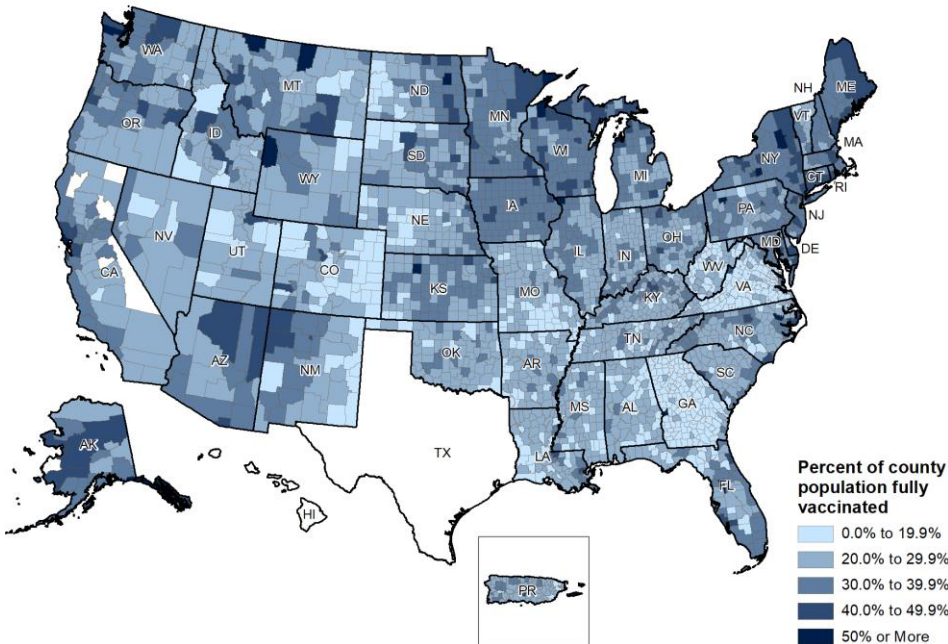 WA
MT
ND
MN
OR
ID
WY
SD
WI
MI
NH
VT
ME
MA
NY
CT
RI
NV
UT
CO
NE
IA
IL
IN
OH
PA
NJ
MD
DE
CA
KS
MO
KY
WV
VA
AZ
NM
OK
AR
TN
NC
SC
MS
AL
GA
LA
TX
FL
AK
HI
PR
Percent of county
population fully
vaccinated
0.0% to 19.9%
20.0% to 29.9%
30.0% to 39.9%
40.0% to 49.9%
50% or More